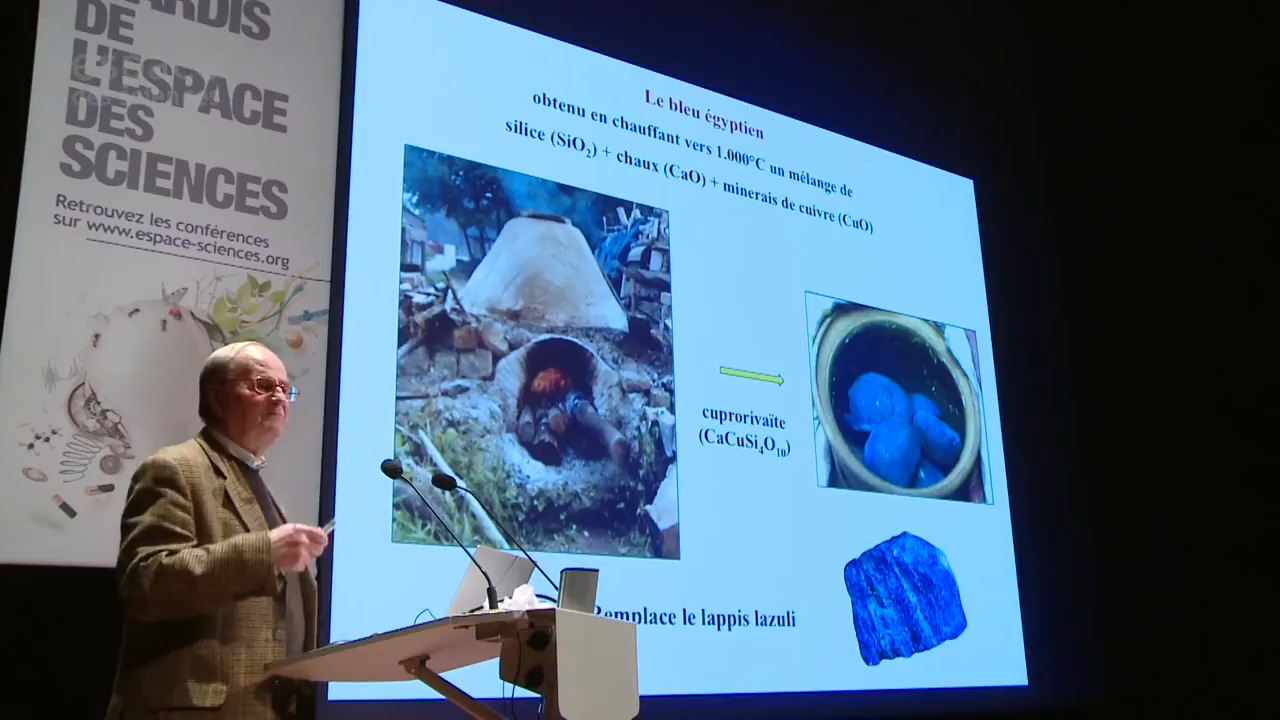 DE
L'ESPACE
DES
SCIENCES
Retrouvez les conférences
sur www.espace-sciences.org
Le bleu égyptien
obtenu en chauffant vers 1.000°C un mélange de
silice (SiO₂) + chaux (CaO) + minerais de cuivre (CuO)
cuprorivaïte
(CaCuSi₄O₁₀)
le lappis lazuli